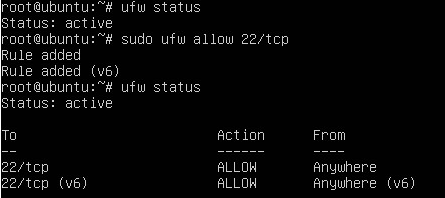 root@ubuntu:~# ufw status
Status: active
root@ubuntu:~# sudo ufw allow 22/tcp
Rule added
Rule added (v6)
root@ubuntu:~# ufw status
Status: active
To Action From
-- ------ ----
22/tcp ALLOW Anywhere
22/tcp (v6) ALLOW Anywhere (v6)